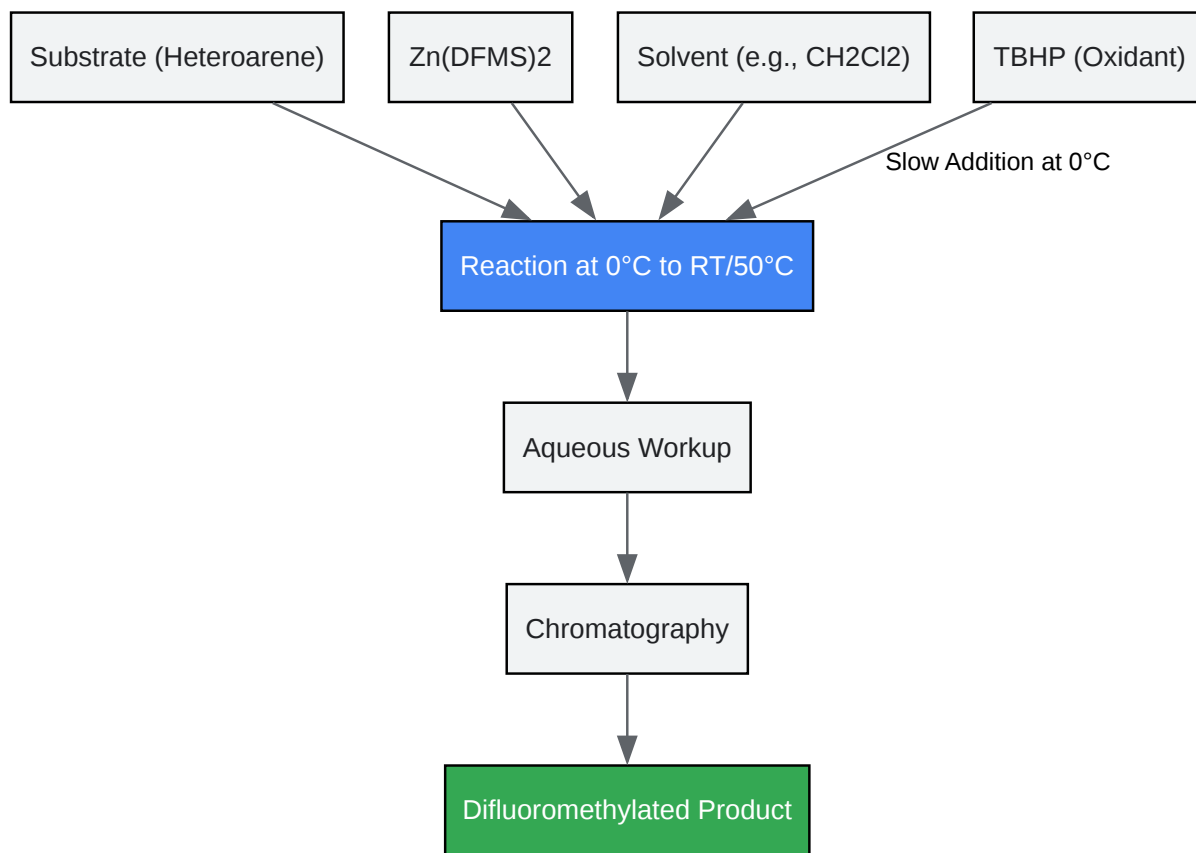 Substrate (Heteroarene)
Zn(DFMS)2
Solvent (e.g., CH2Cl2)
TBHP (Oxidant)
Slow Addition at 0°C
Reaction at 0°C to RT/50°C
Aqueous Workup
Chromatography
Difluoromethylated Product